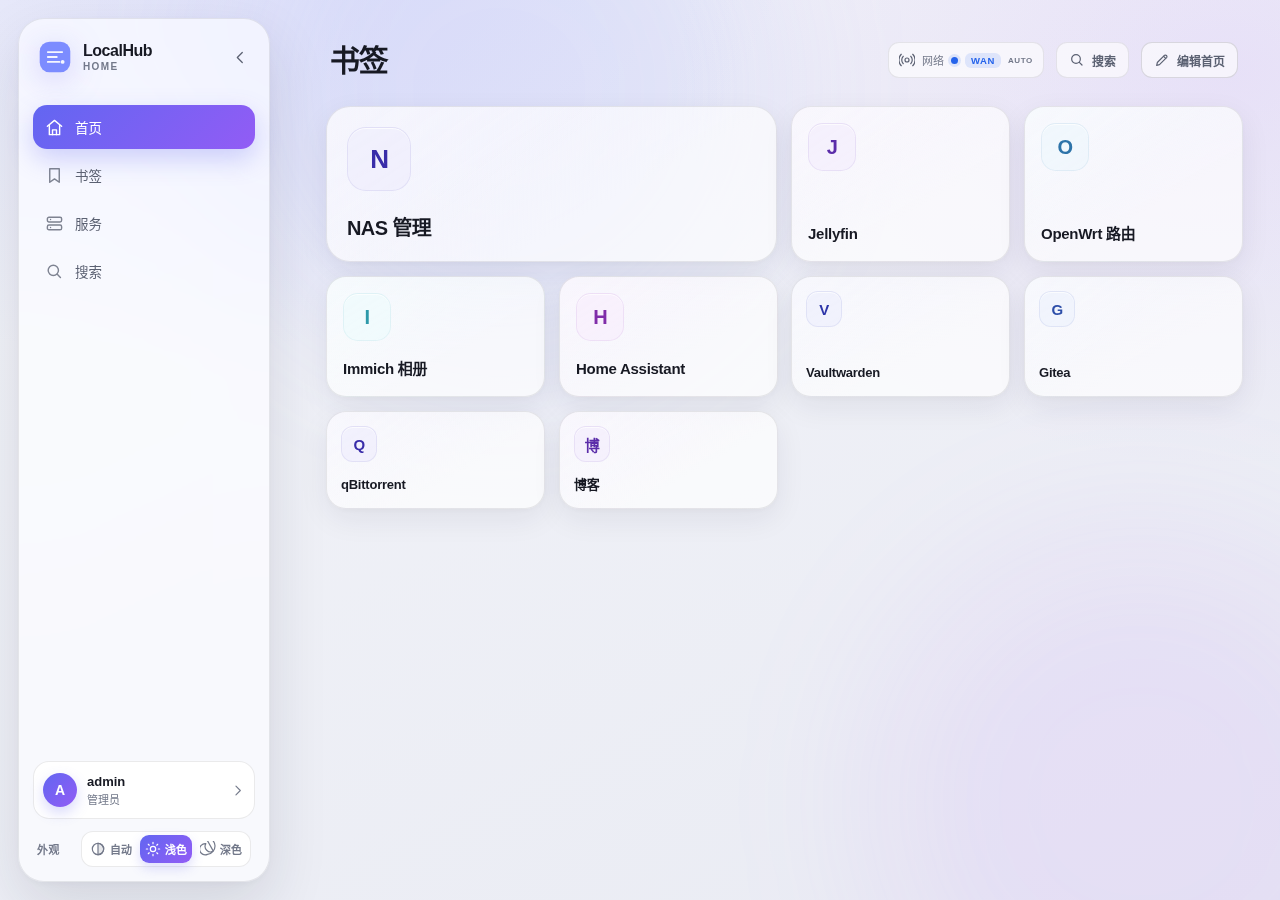 LocalHub
HOME
首页
书签
服务
搜索
A
admin
管理员
外观
自动
浅色
深色
书签
网络
WAN
AUTO
搜索
编辑首页
N
NAS 管理
J
Jellyfin
O
OpenWrt 路由
I
Immich 相册
H
Home Assistant
V
Vaultwarden
G
Gitea
Q
qBittorrent
博
博客